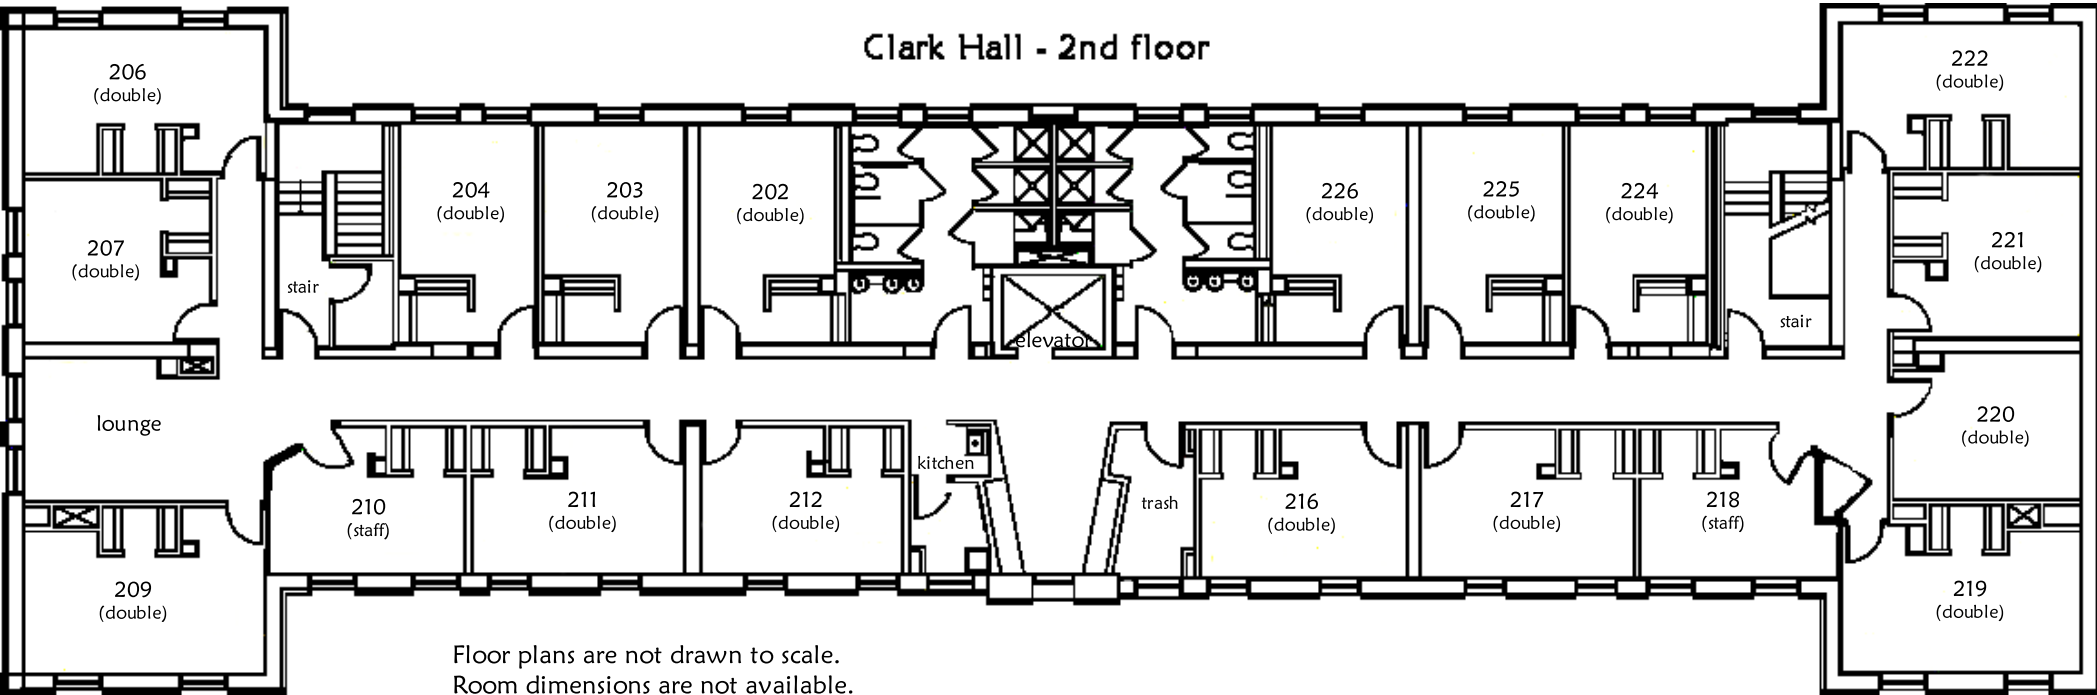 Clark Hall - 2nd floor
206
(double)
222
(double)
204
(double)
203
(double)
202
(double)
226
(double)
225
(double)
224
(double)
207
(double)
221
(double)
stair
elevator
stair
lounge
220
(double)
kitchen
210
(staff)
211
(double)
212
(double)
trash
216
(double)
217
(double)
218
(staff)
209
(double)
219
(double)
Floor plans are not drawn to scale.
Room dimensions are not available.